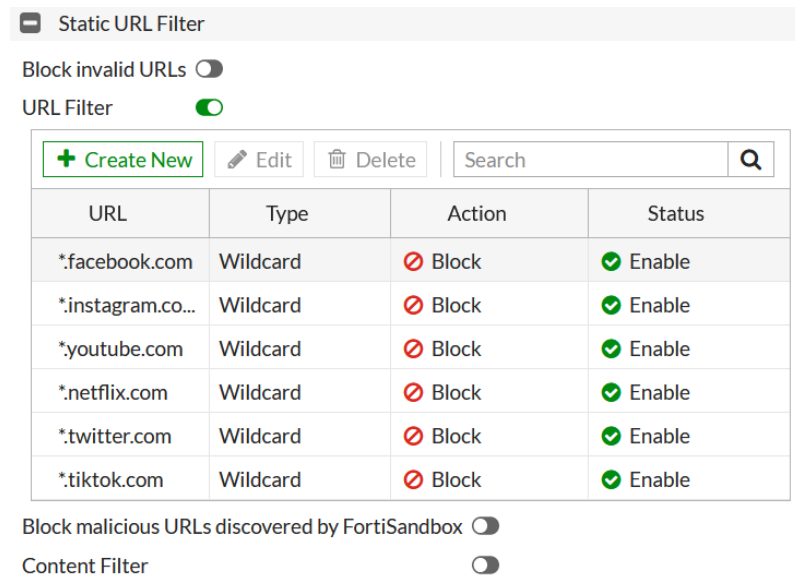 Static URL Filter
Block invalid URLs
URL Filter
Create New Edit Delete Search
URL Type Action Status
*.facebook.com Wildcard Block Enable
*.instagram.co... Wildcard Block Enable
*.youtube.com Wildcard Block Enable
*.netflix.com Wildcard Block Enable
*.twitter.com Wildcard Block Enable
*.tiktok.com Wildcard Block Enable
Block malicious URLs discovered by FortiSandbox
Content Filter